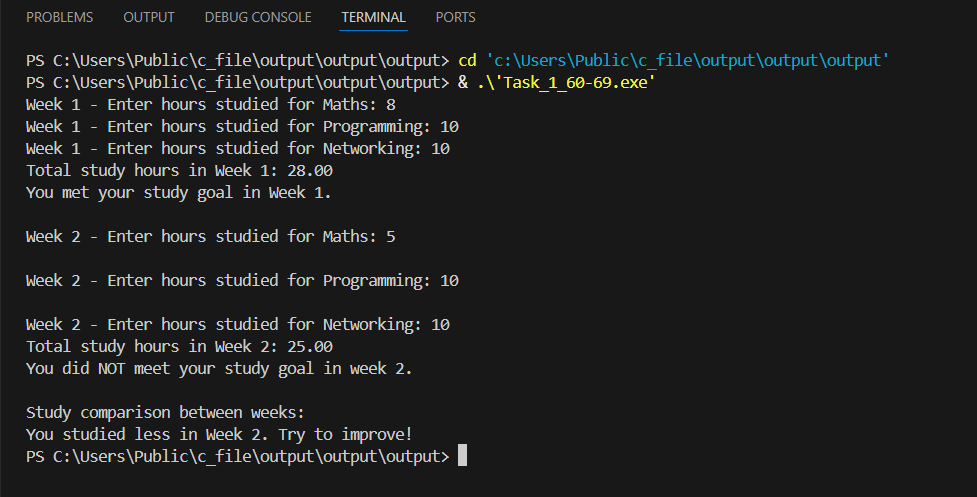 PROBLEMS OUTPUT DEBUG CONSOLE TERMINAL PORTS
PS C:\Users\Public\c_file\output\output\output> cd 'c:\Users\Public\c_file\output\output\output'
PS C:\Users\Public\c_file\output\output\output> & .\'Task_1_60-69.exe'
Week 1 - Enter hours studied for Maths: 8
Week 1 - Enter hours studied for Programming: 10
Week 1 - Enter hours studied for Networking: 10
Total study hours in Week 1: 28.00
You met your study goal in Week 1.
Week 2 - Enter hours studied for Maths: 5
Week 2 - Enter hours studied for Programming: 10
Week 2 - Enter hours studied for Networking: 10
Total study hours in Week 2: 25.00
You did NOT meet your study goal in week 2.
Study comparison between weeks:
You studied less in Week 2. Try to improve!
PS C:\Users\Public\c_file\output\output\output>